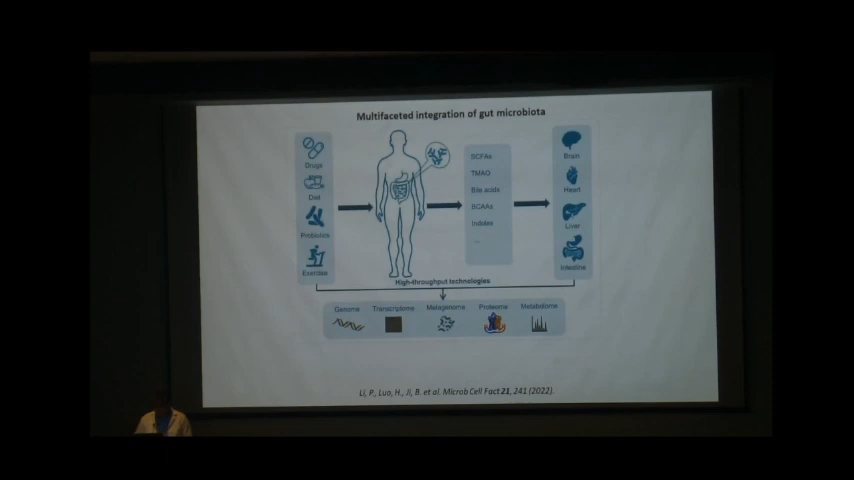 Multifaceted integration of gut microbiota
Drugs
Diet
Probiotics
Exercise
SCFAs
TMAO
Bile acids
BCAAs
Indoles
...
Brain
Heart
Liver
Intestine
High-throughput technologies
Genome Transcriptome Metagenome Proteome Metabolome
Li, P., Luo, H., Ji, B. et al. Microb Cell Fact 21, 241 (2022).